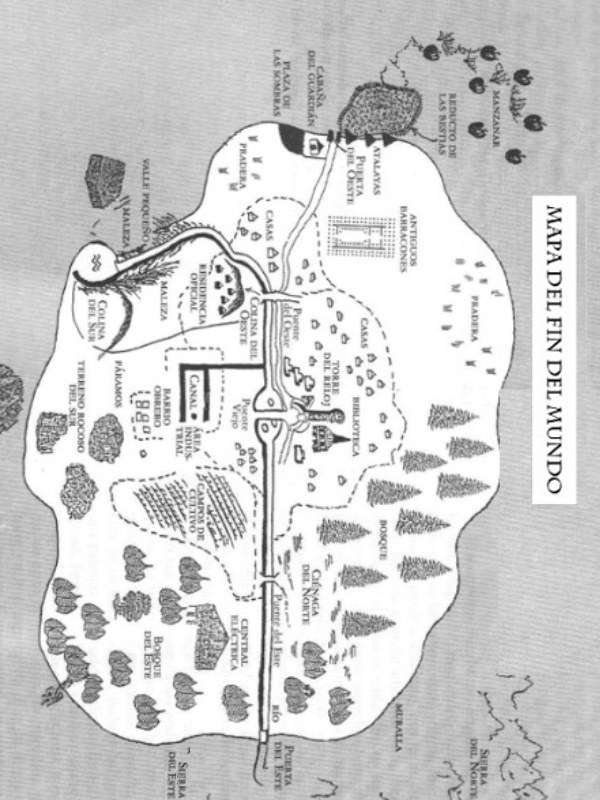 MAPA DEL FIN DEL MUNDO
SIERRA
DEL NORTE
MURALLA
MANZANAR
REDUCTO DE
LAS BESTIAS
PRADERA
ANTIGUOS
BARRACONES
ATALAYAS
PUERTA
DEL OESTE
CABAÑA
DEL GUARDIÁN
PLAZA DE
LAS SOMBRAS
PRADERA
CASAS
CASAS
BIBLIOTECA
TORRE
DEL RELOJ
BOSQUE
CIÉNAGA
DEL NORTE
Puente
del Oeste
Puente
Viejo
Puente del Este
RÍO
PUERTA
DEL ESTE
COLINA DEL
OESTE
RESIDENCIA
OFICIAL
VALLE PEQUEÑO
MALEZA
MALEZA
COLINA
DEL SUR
CANAL
ÁREA
INDUS-
TRIAL
BARRIO
OBRERO
CAMPOS DE
CULTIVO
PÁRAMOS
TERRENO ROCOSO
DEL SUR
CENTRAL
ELÉCTRICA
BOSQUE
DEL ESTE
SIERRA
DEL ESTE